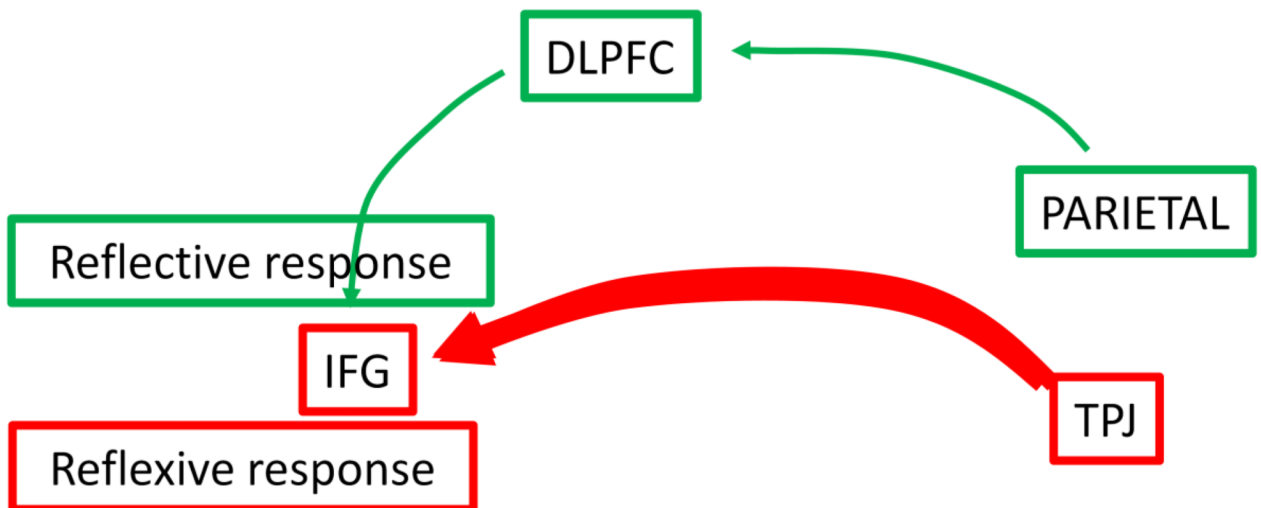 DLPFC
PARIETAL
Reflective response
IFG
TPJ
Reflexive response